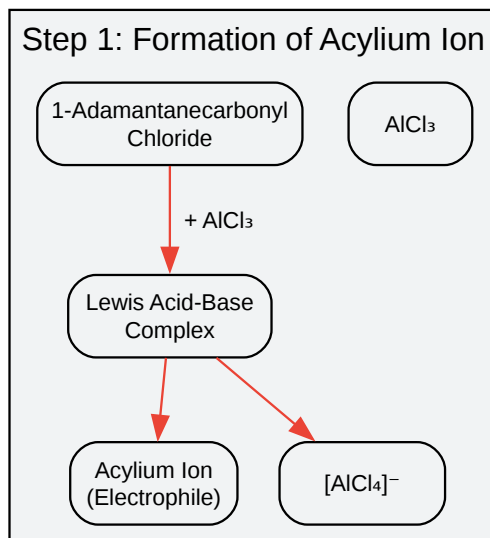 Step 1: Formation of Acylium Ion
1-Adamantanecarbonyl
Chloride
AlCl₃
+ AlCl₃
Lewis Acid-Base
Complex
Acylium Ion
(Electrophile)
[AlCl₄]⁻